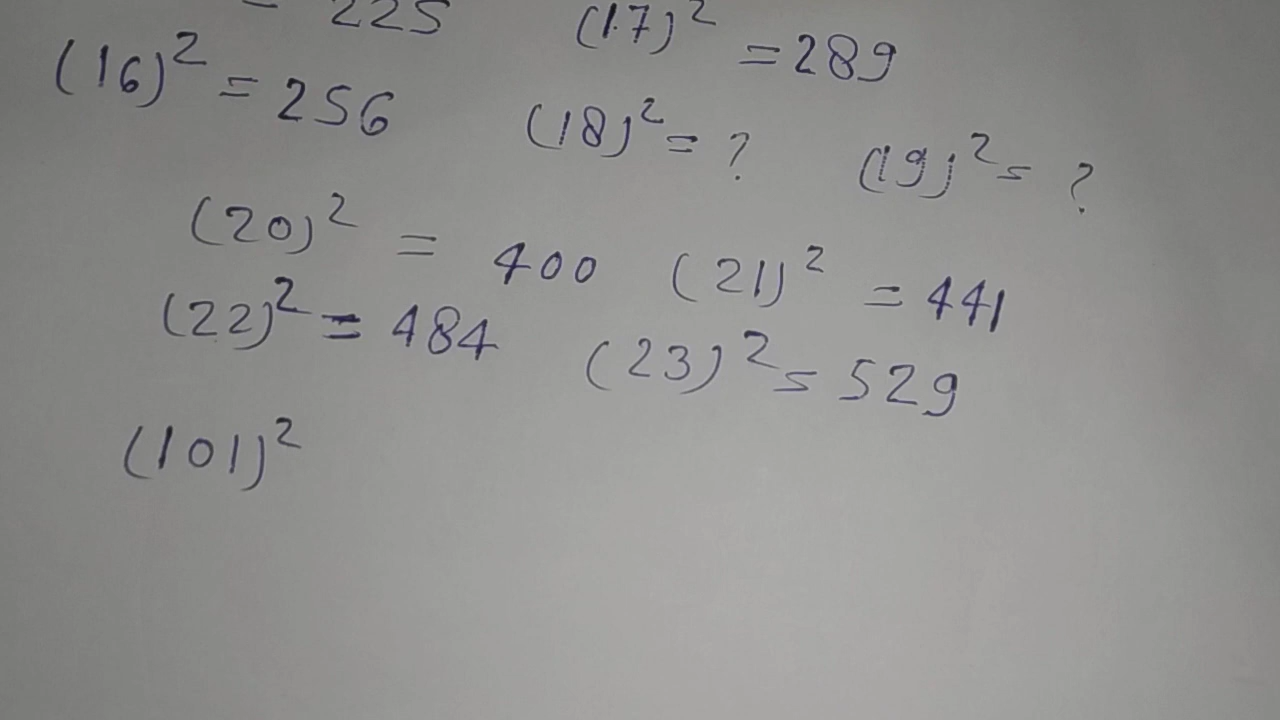 = 225 (17)² = 289
(16)² = 256
(18)² = ? (19)² = ?
(20)² = 400 (21)² = 441
(22)² = 484 (23)² = 529
(101)²